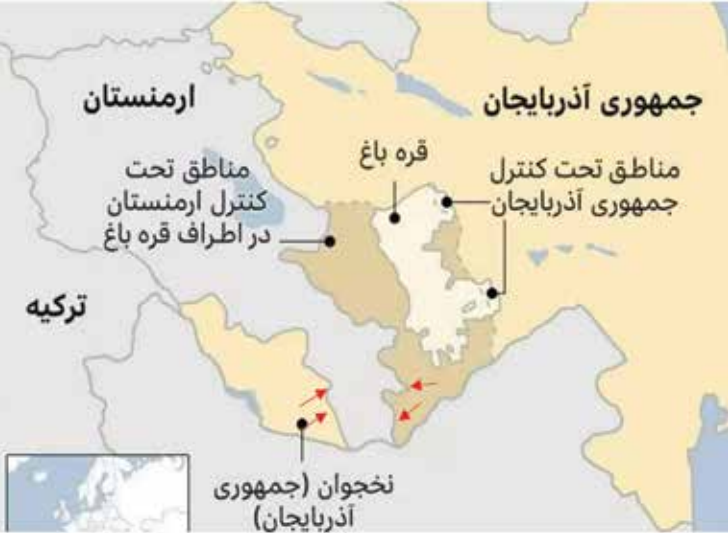 جمهوری آذربایجان
ارمنستان
قره باغ
مناطق تحت کنترل
جمهوری آذربایجان
مناطق تحت
کنترل ارمنستان
در اطراف قره باغ
ترکیه
نخجوان (جمهوری
آذربایجان)